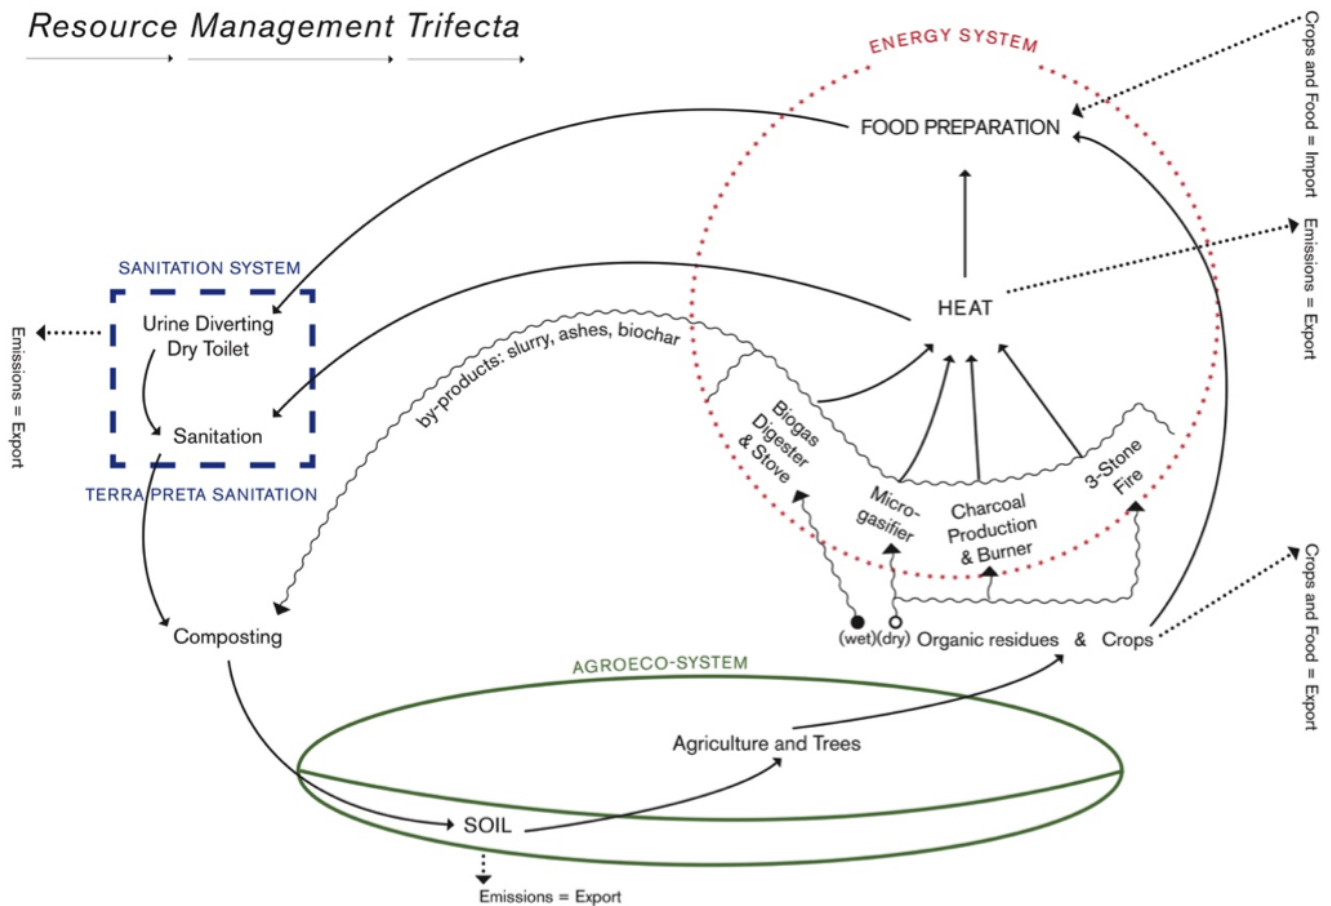 Resource Management Trifecta
ENERGY SYSTEM
Crops and Food = Import
FOOD PREPARATION
Emissions = Export
SANITATION SYSTEM
HEAT
Urine Diverting
Dry Toilet
Emissions = Export
by-products: slurry, ashes, biochar
Sanitation
TERRA PRETA SANITATION
Biogas
Digester
& Stove
Micro-
gasifier
Charcoal
Production
& Burner
3-Stone
Fire
Composting
(wet)(dry) Organic residues & Crops
Crops and Food = Export
AGROECO-SYSTEM
Agriculture and Trees
SOIL
Emissions = Export